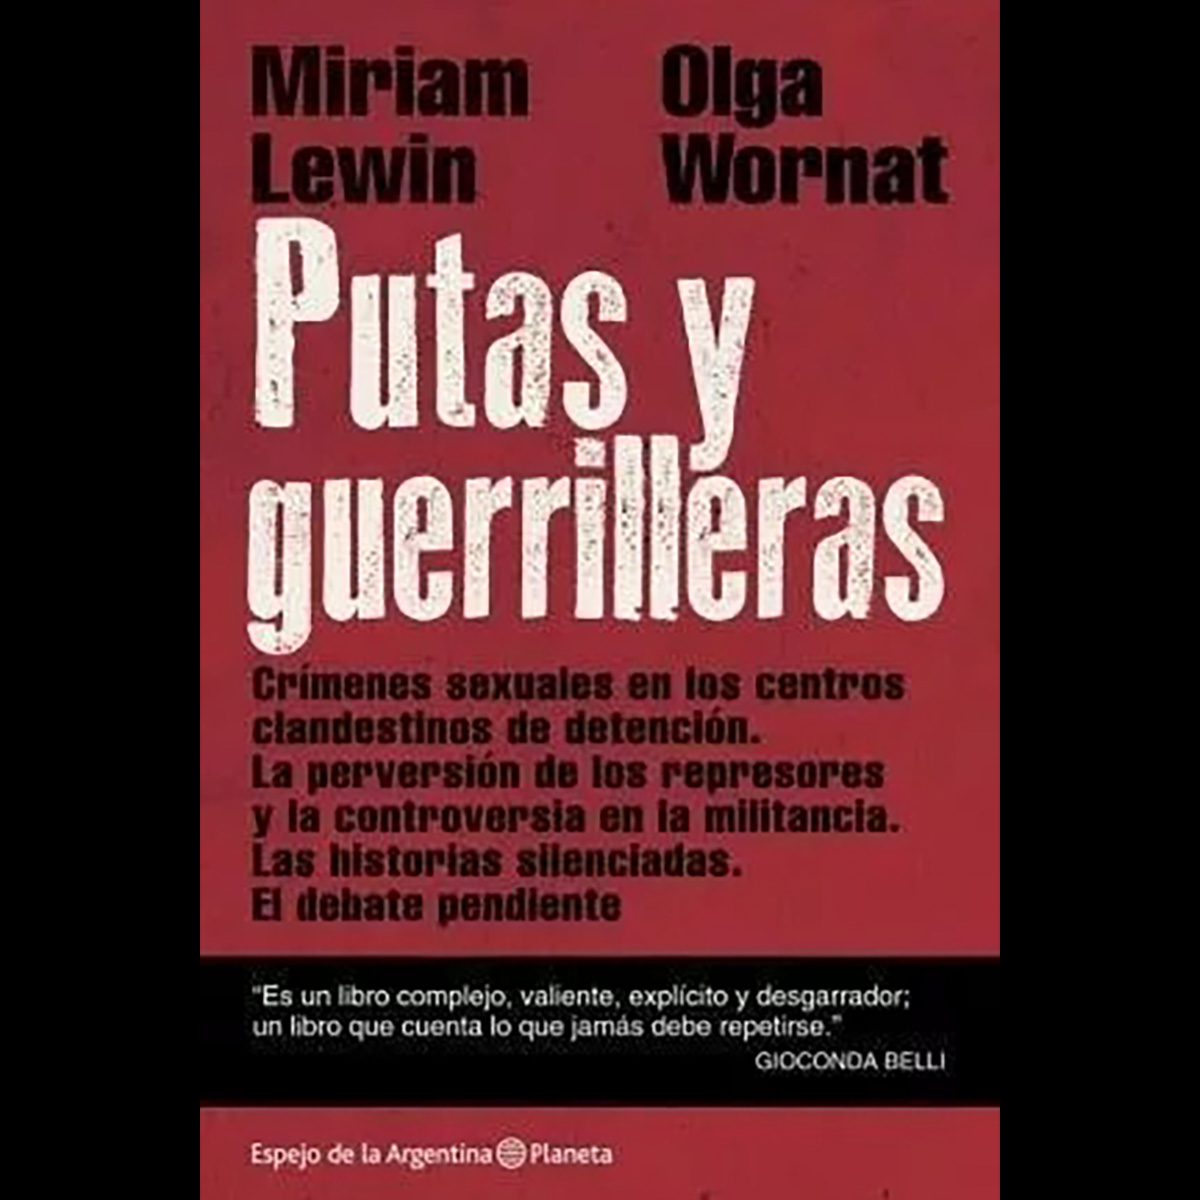 Miriam Lewin
Olga Wornat
Putas y
guerrilleras
Crímenes sexuales en los centros
clandestinos de detención.
La perversión de los represores
y la controversia en la militancia.
Las historias silenciadas.
El debate pendiente
"Es un libro complejo, valiente, explícito y desgarrador;
un libro que cuenta lo que jamás debe repetirse."
GIOCONDA BELLI
Espejo de la Argentina Planeta